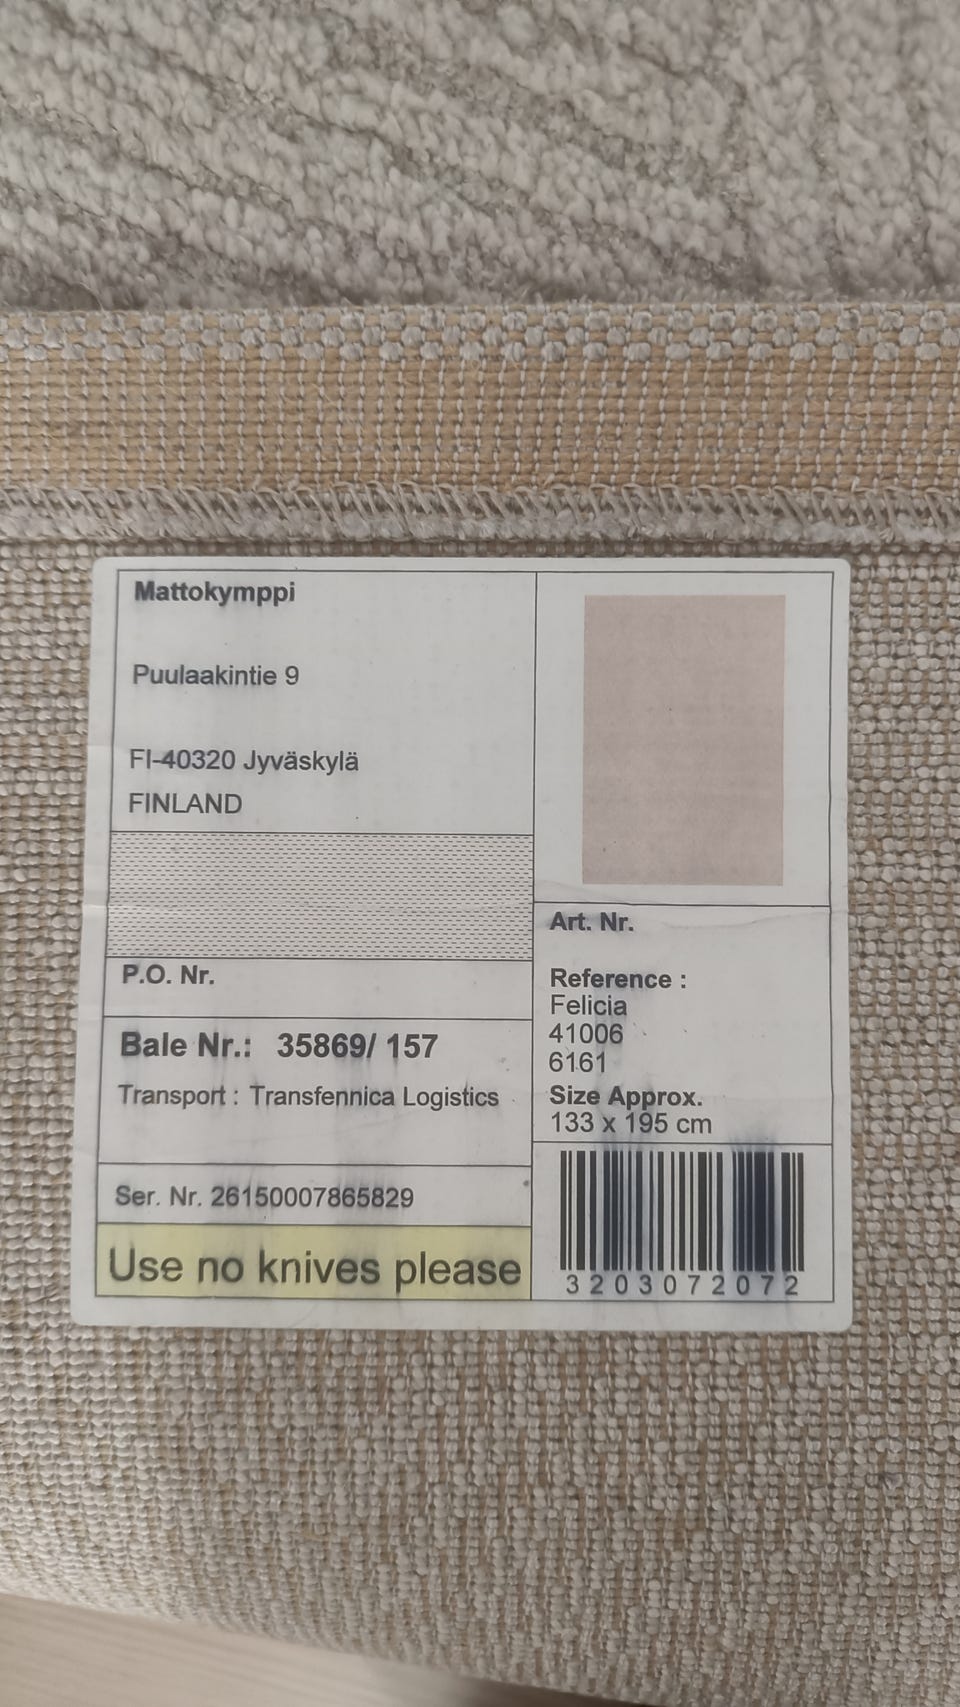 Mattokymppi
Puulaakintie 9
FI-40320 Jyväskylä
FINLAND
P.O. Nr.
Bale Nr.: 35869/ 157
Transport : Transfennica Logistics
Ser. Nr. 26150007865829
Use no knives please
Art. Nr.
Reference :
Felicia
41006
6161
Size Approx.
133 x 195 cm
3203072072